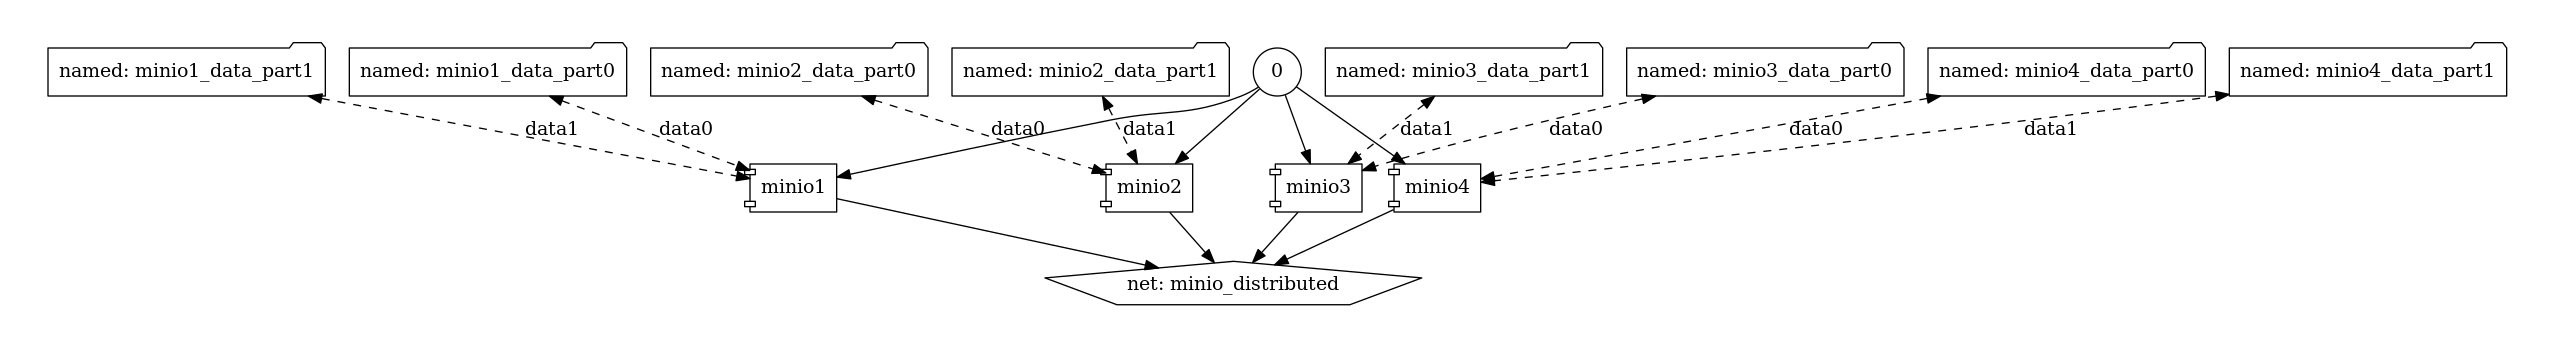 named: minio1_data_part1
named: minio1_data_part0
named: minio2_data_part0
named: minio2_data_part1
0
named: minio3_data_part1
named: minio3_data_part0
named: minio4_data_part0
named: minio4_data_part1
data1
data0
data0
data1
data1
data0
data0
data1
minio1
minio2
minio3
minio4
net: minio_distributed